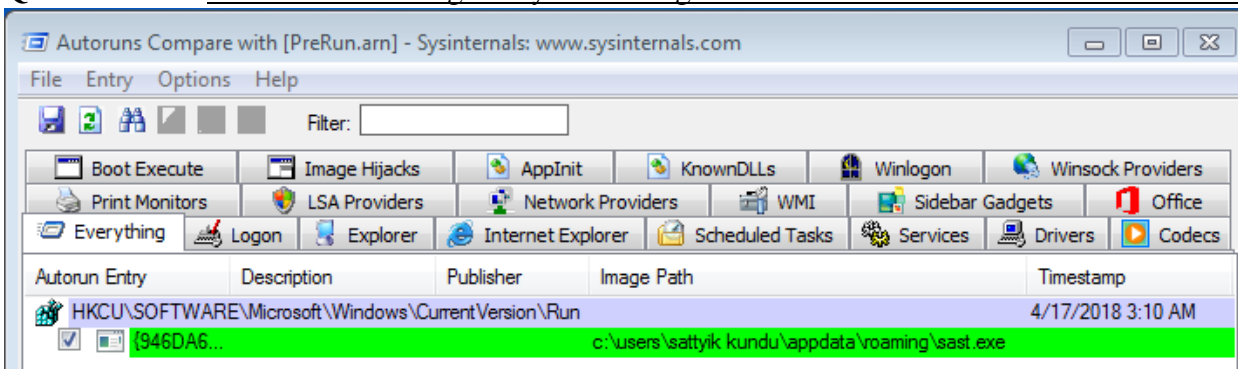 Autoruns Compare with [PreRun.arn] - Sysinternals: www.sysinternals.com
File Entry Options Help
Filter:
Boot Execute Image Hijacks AppInit KnownDLLs Winlogon Winsock Providers
Print Monitors LSA Providers Network Providers WMI Sidebar Gadgets Office
Everything Logon Explorer Internet Explorer Scheduled Tasks Services Drivers Codecs
Autorun Entry Description Publisher Image Path Timestamp
HKCU\SOFTWARE\Microsoft\Windows\CurrentVersion\Run 4/17/2018 3:10 AM
{946DA6... c:\users\sattyik kundu\appdata\roaming\sast.exe